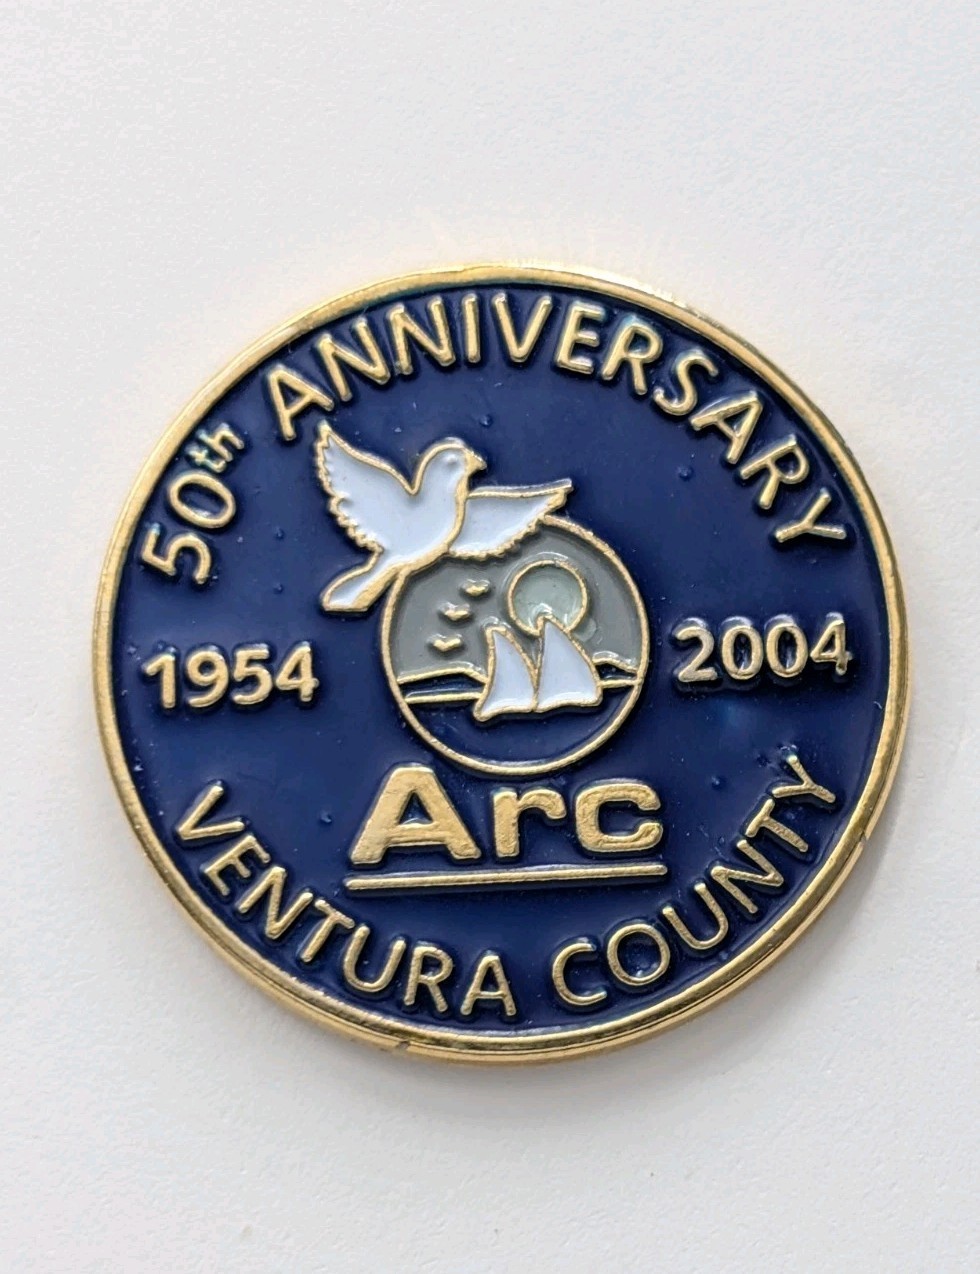 50th ANNIVERSARY
1954
2004
Arc
VENTURA COUNTY